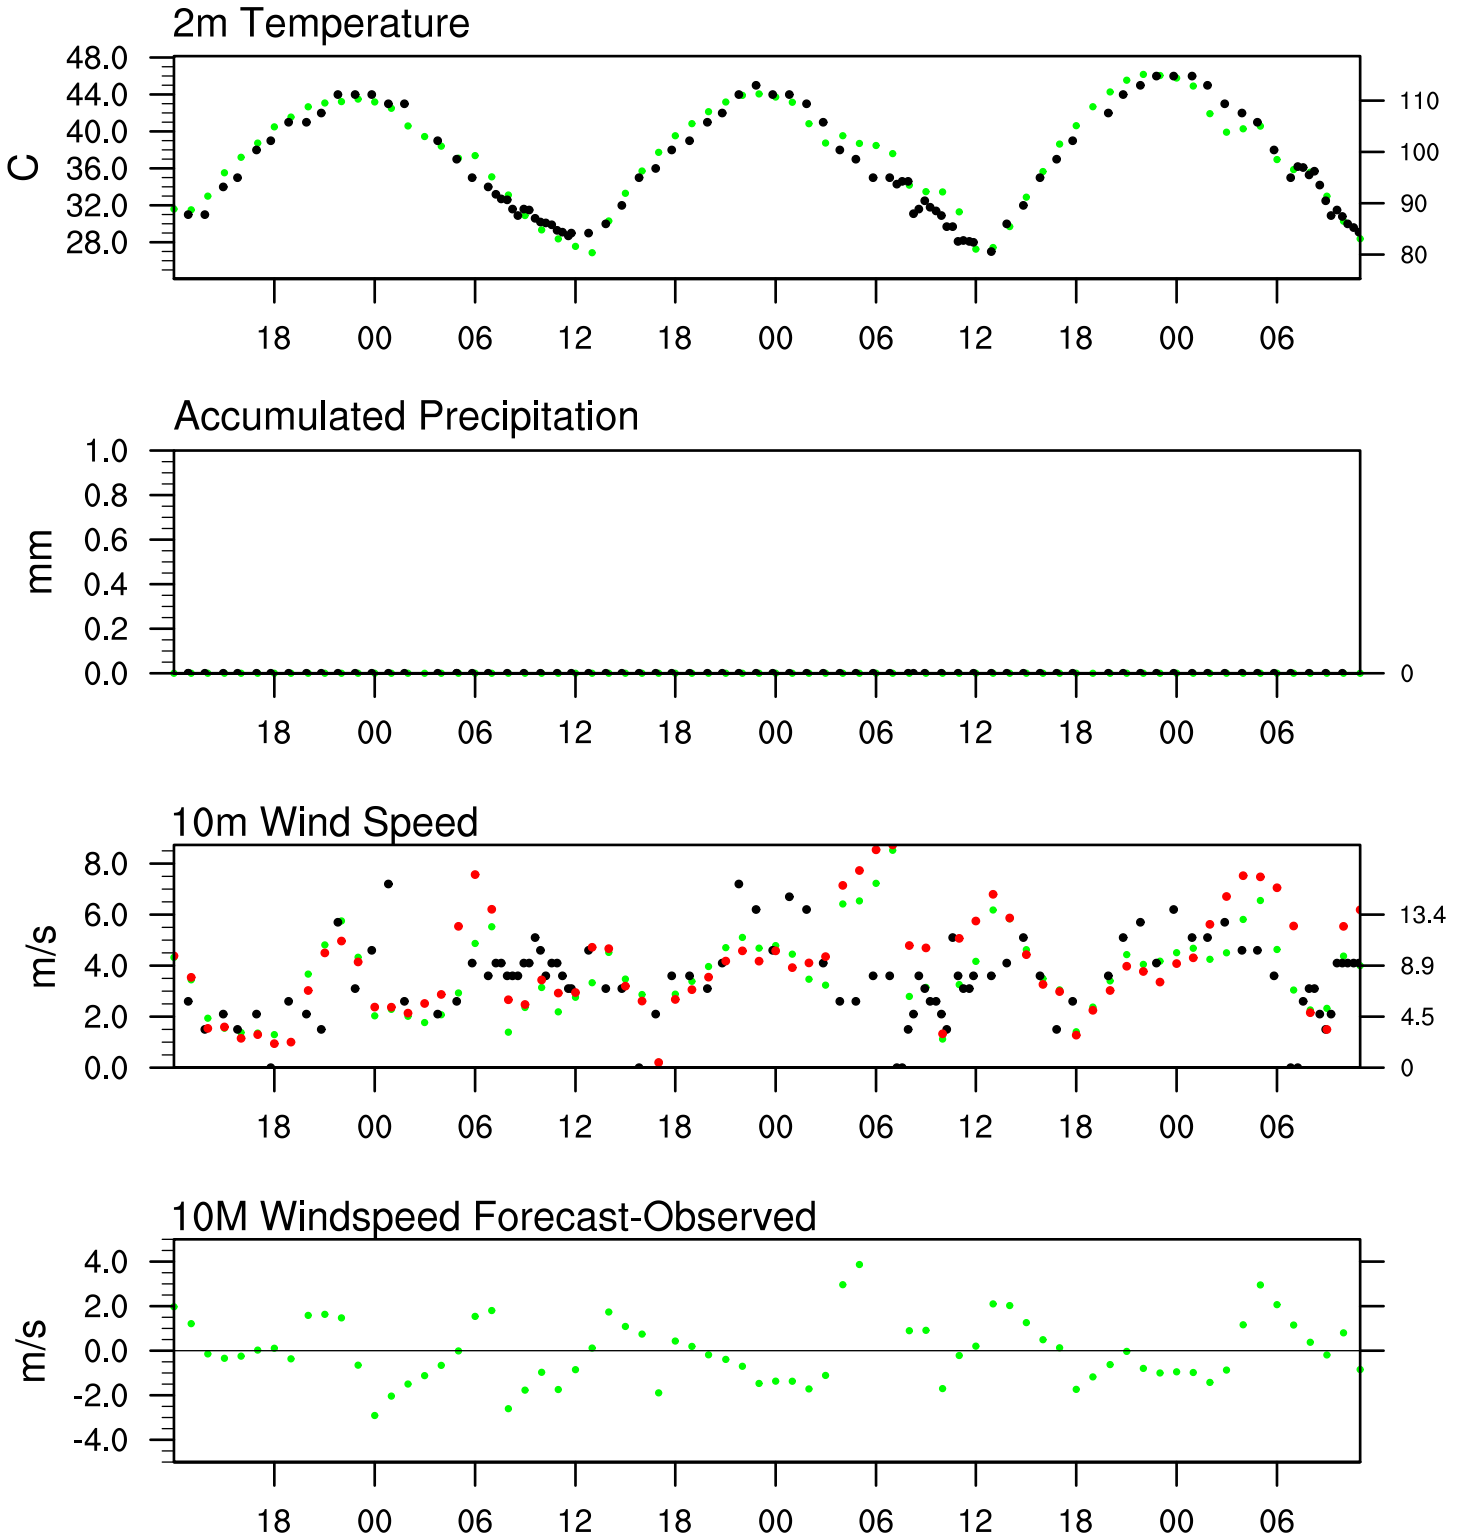 2m Temperature
48.0
44.0
40.0
36.0
32.0
28.0
C
110
100
90
80
18 00 06 12 18 00 06 12 18 00 06
Accumulated Precipitation
1.0
0.8
0.6
0.4
0.2
0.0
mm
0
18 00 06 12 18 00 06 12 18 00 06
10m Wind Speed
8.0
6.0
4.0
2.0
0.0
m/s
13.4
8.9
4.5
0
18 00 06 12 18 00 06 12 18 00 06
10M Windspeed Forecast-Observed
4.0
2.0
0.0
-2.0
-4.0
m/s
18 00 06 12 18 00 06 12 18 00 06